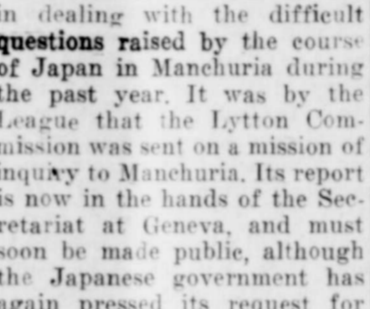 in dealing with the difficult
questions raised by the course
of Japan in Manchuria during
the past year. It was by the
League that the Lytton Com-
mission was sent on a mission of
inquiry to Manchuria. Its report
is now in the hands of the Sec-
retariat at Geneva, and must
soon be made public, although
the Japanese government has
again pressed its request for